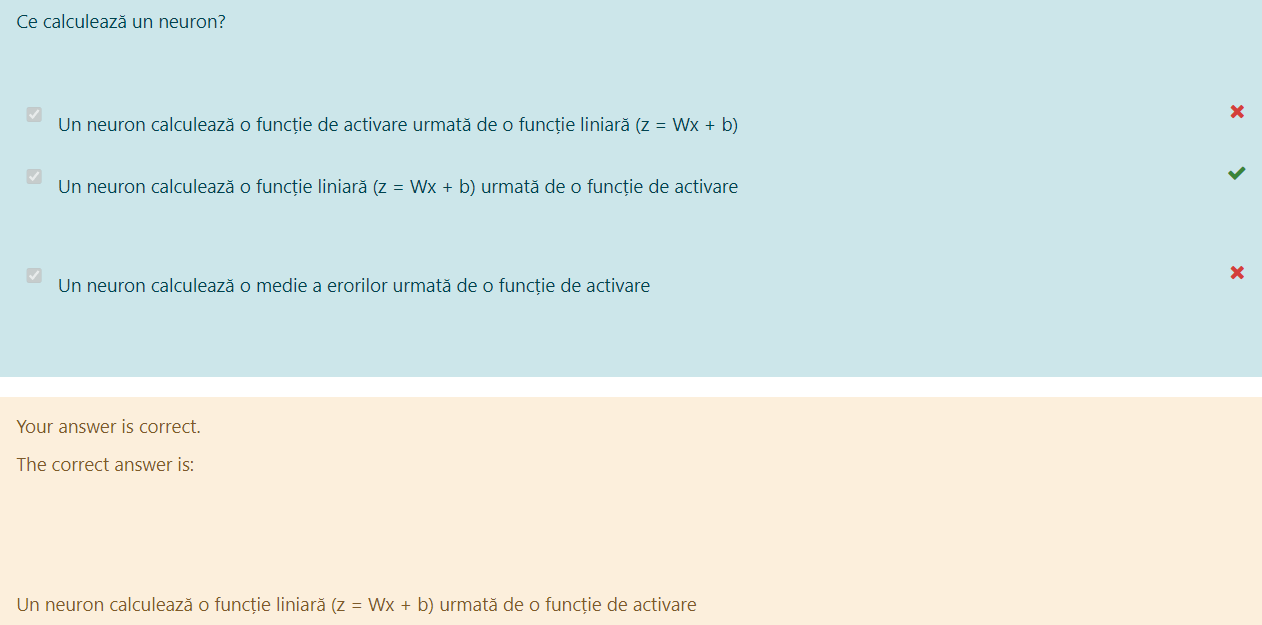 Ce calculează un neuron?
Un neuron calculează o funcție de activare urmată de o funcție liniară (z = Wx + b)
Un neuron calculează o funcție liniară (z = Wx + b) urmată de o funcție de activare
Un neuron calculează o medie a erorilor urmată de o funcție de activare
Your answer is correct.
The correct answer is:
Un neuron calculează o funcție liniară (z = Wx + b) urmată de o funcție de activare